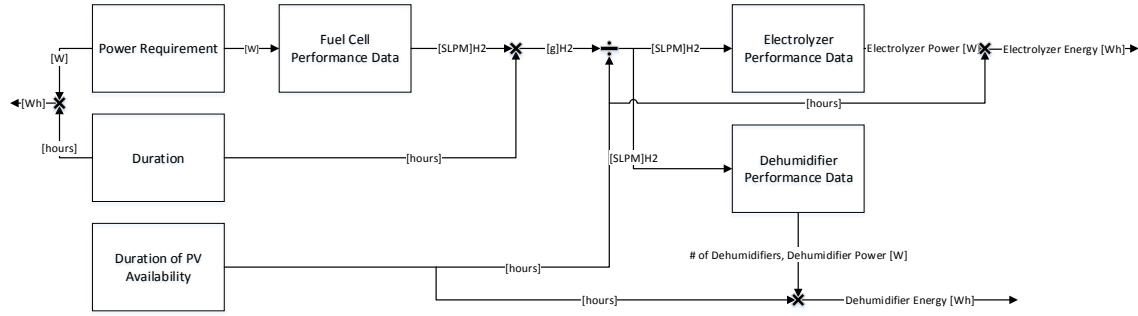 Power Requirement
[W]
Fuel Cell
Performance Data
[SLPM]H2
[g]H2
[SLPM]H2
Electrolyzer
Performance Data
Electrolyzer Power [W]
Electrolyzer Energy [Wh]
[W]
[Wh]
[hours]
[hours]
Duration
[hours]
[SLPM]H2
Dehumidifier
Performance Data
Duration of PV
Availability
[hours]
# of Dehumidifiers, Dehumidifier Power [W]
[hours]
Dehumidifier Energy [Wh]